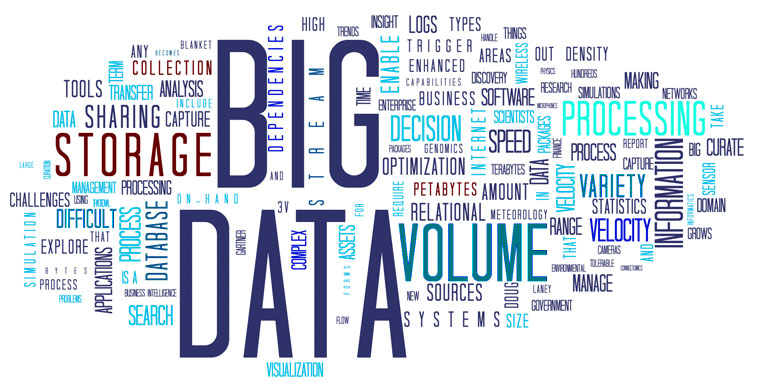 BIG
DATA
VOLUME
STORAGE
PROCESSING
INFORMATION
DECISION
VARIETY
VELOCITY
SPEED
SHARING
COLLECTION
DEPENDENCIES
STREAM
HIGH
TRENDS
INSIGHT
LOGS
TYPES
HANDLE
THINGS
ANY
BECOMES
BLANKET
TERM
TOOLS
TRANSFER
ANALYSIS
INCLUDE
DATA
CAPTURE
LARGE
CURATION
AND
TIME
ENABLE
TRIGGER
ENHANCED
CAPABILITIES
AREAS
DISCOVERY
WIRELESS
OUT
DENSITY
PHYSICS
HUNDREDS
MAKING
RESEARCH
SIMULATIONS
NETWORKS
ENTERPRISE
BUSINESS
SOFTWARE
MICROPHONES
SCIENTISTS
PACKAGES
TAKE
PACKAGES
GENOMICS
INTERNET
FINANCE
REPORT
PROCESS
CAPTURE
BIG
CURATE
OPTIMIZATION
TERABYTES
DATA
IN
SENSOR
MANAGEMENT
PROCESSING
CHALLENGES
USING
ON-HAND
3V
REQUIRE
PETABYTES
AMOUNT
VELOCITY
STATISTICS
DOMAIN
INFORMATICS
DIFFICULT
PROCESS
DATABASE
FOR
RELATIONAL
METEOROLOGY
RANGE
THAT
VELOCITY
AND
GROWS
SIMULATION
EXPLORE
THAT
IS A
GARTNER
COMPLEX
ASSETS
FORMS
CAMERAS
TOLERABLE
BYTES
PROCESS
PROBLEMS
APPLICATIONS
BUSINESS INTELLIGENCE
SEARCH
NEW
SOURCES
DOUG
LANEY
ENVIRONMENTAL
CONNECTOMICS
MANAGE
GOVERNMENT
FLOW
SYSTEMS
SIZE
VISUALIZATION